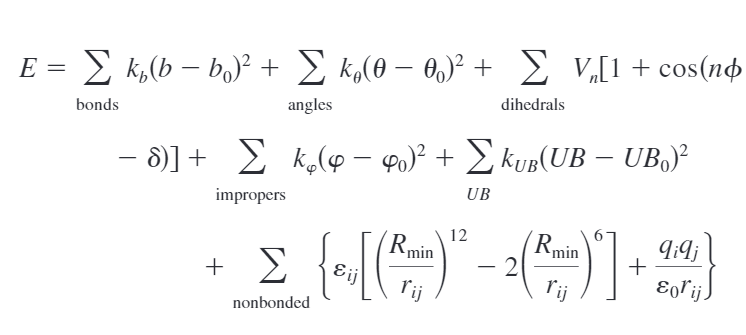 E = ∑ k_b(b − b_0)² + ∑ k_θ(θ − θ_0)² + ∑ V_n[1 + cos(nϕ
bonds angles dihedrals
− δ)] + ∑ k_φ(φ − φ_0)² + ∑ k_UB(UB − UB_0)²
impropers UB
+ ∑ {ε_ij[(R_min/r_ij)^12 − 2(R_min/r_ij)^6] + q_iq_j/ε_0r_ij}
nonbonded